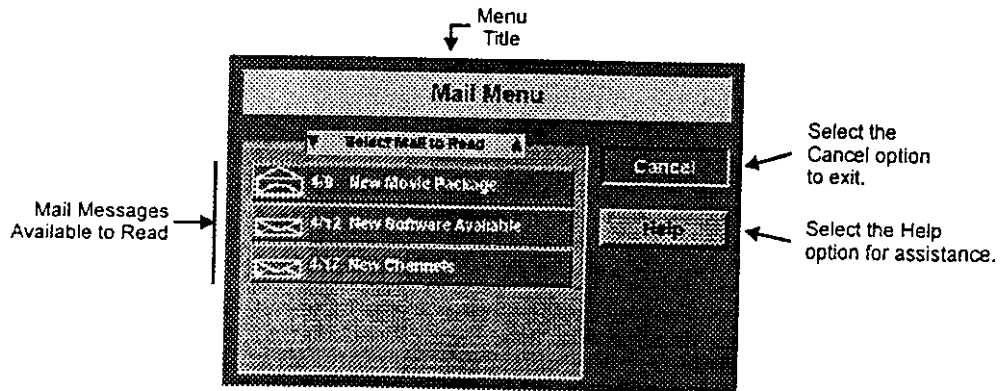 Menu
Title
Mail Menu
▼ Select Mail to Read ▲
4/9 New Movie Package
4/12 New Software Available
4/17 New Channels
Cancel
Help
Mail Messages
Available to Read
Select the
Cancel option
to exit.
Select the Help
option for assistance.